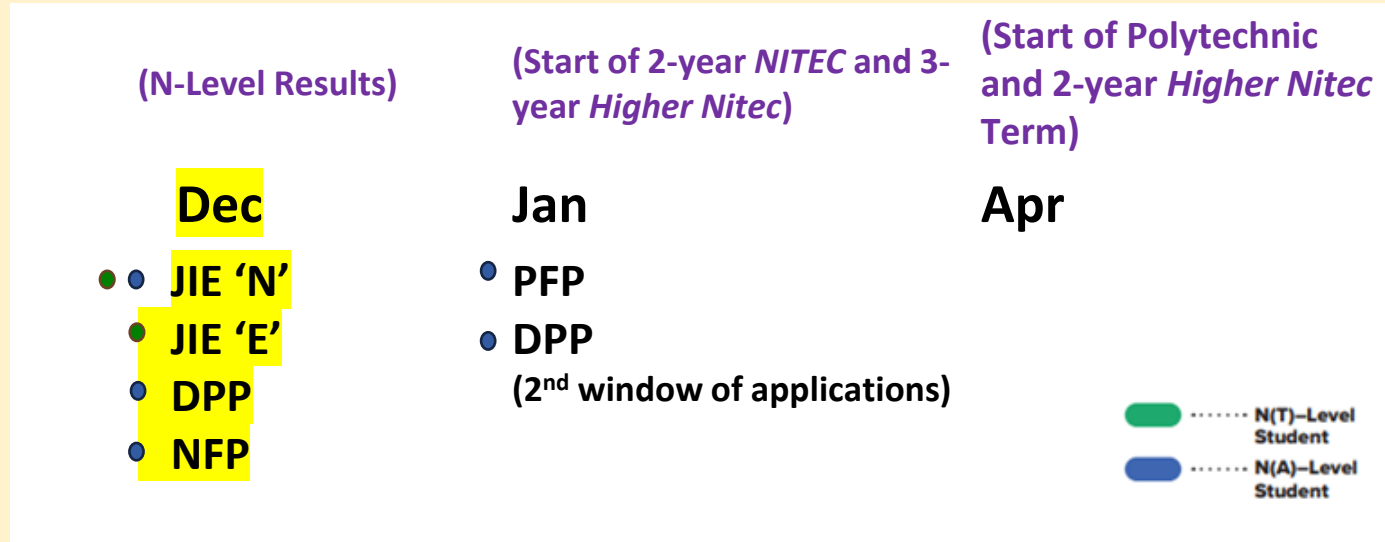 (N-Level Results)
(Start of 2-year NITEC and 3-
year Higher Nitec)
(Start of Polytechnic
and 2-year Higher Nitec
Term)
Dec
Jan
Apr
JIE ‘N’
JIE ‘E’
DPP
NFP
PFP
DPP
(2nd window of applications)
······· N(T)–Level
Student
······· N(A)–Level
Student